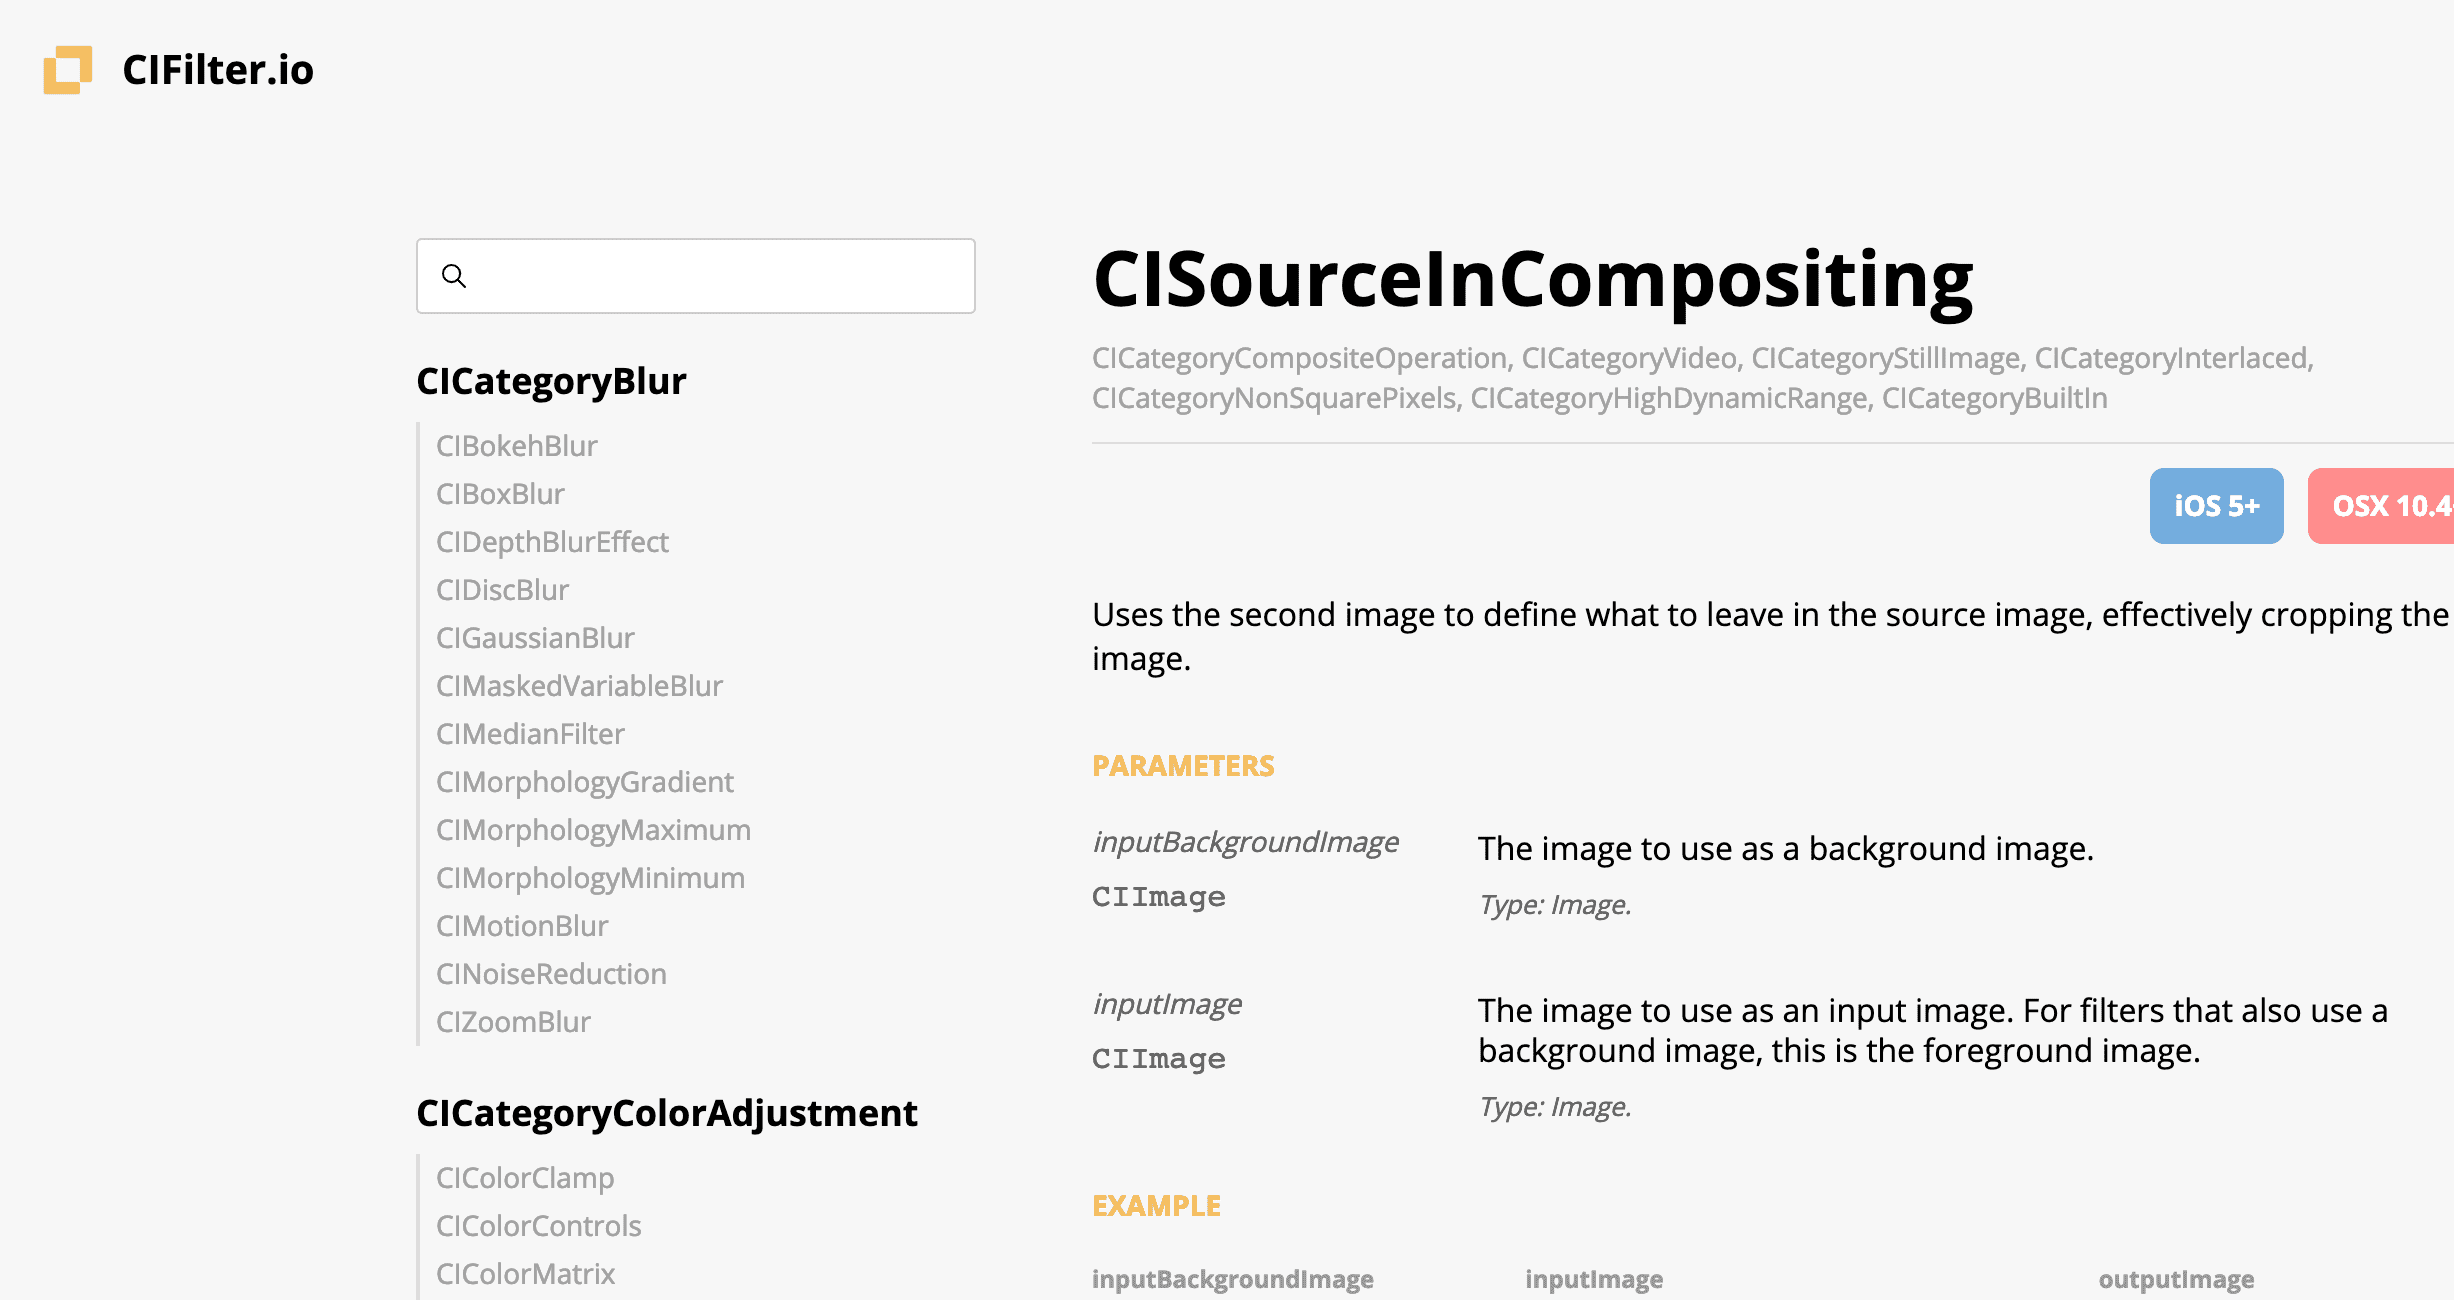 CIFilter.io
CICategoryBlur
CIBokehBlur
CIBoxBlur
CIDepthBlurEffect
CIDiscBlur
CIGaussianBlur
CIMaskedVariableBlur
CIMedianFilter
CIMorphologyGradient
CIMorphologyMaximum
CIMorphologyMinimum
CIMotionBlur
CINoiseReduction
CIZoomBlur
CICategoryColorAdjustment
CIColorClamp
CIColorControls
CIColorMatrix
CISourceInCompositing
CICategoryCompositeOperation, CICategoryVideo, CICategoryStillImage, CICategoryInterlaced,
CICategoryNonSquarePixels, CICategoryHighDynamicRange, CICategoryBuiltIn
iOS 5+
OSX 10.4
Uses the second image to define what to leave in the source image, effectively cropping the
image.
PARAMETERS
inputBackgroundImage
CIImage
The image to use as a background image.
Type: Image.
inputImage
CIImage
The image to use as an input image. For filters that also use a
background image, this is the foreground image.
Type: Image.
EXAMPLE
inputBackgroundImage
inputImage
outputImage